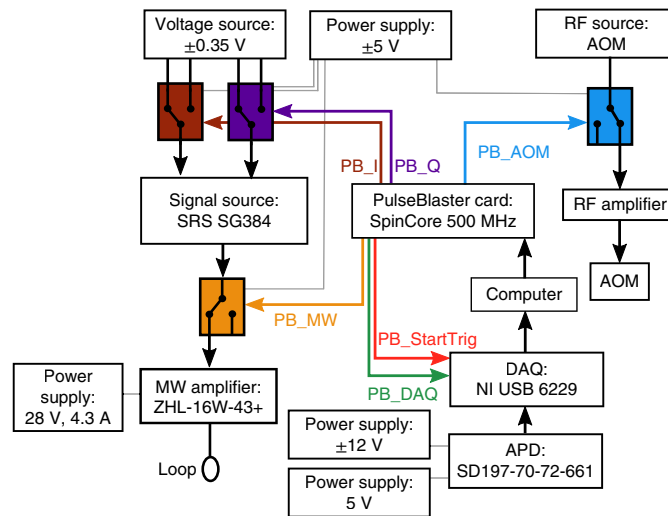 Voltage source:
±0.35 V
Power supply:
±5 V
RF source:
AOM
PB_I
PB_Q
PB_AOM
Signal source:
SRS SG384
PulseBlaster card:
SpinCore 500 MHz
RF amplifier
AOM
Computer
PB_MW
PB_StartTrig
PB_DAQ
DAQ:
NI USB 6229
Power
supply:
28 V, 4.3 A
MW amplifier:
ZHL-16W-43+
Power supply:
±12 V
APD:
SD197-70-72-661
Loop
Power supply:
5 V